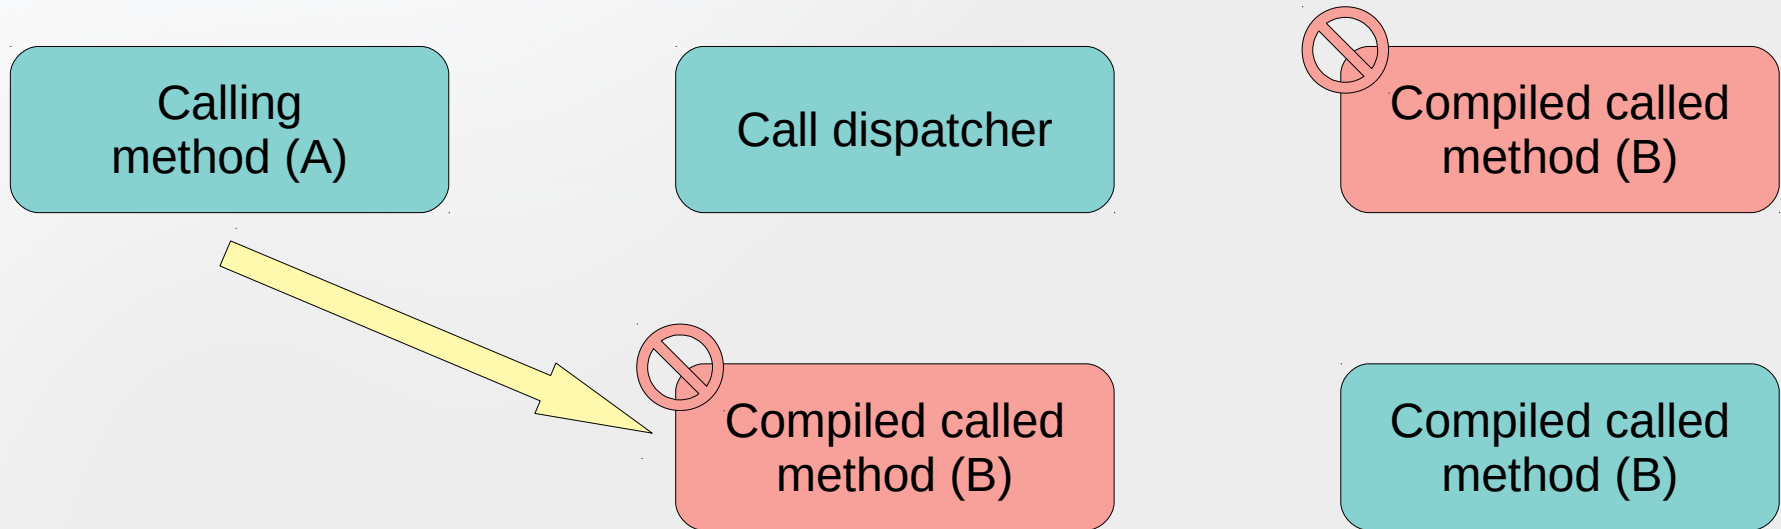 Calling
method (A)
Call dispatcher
Compiled called
method (B)
Compiled called
method (B)
Compiled called
method (B)